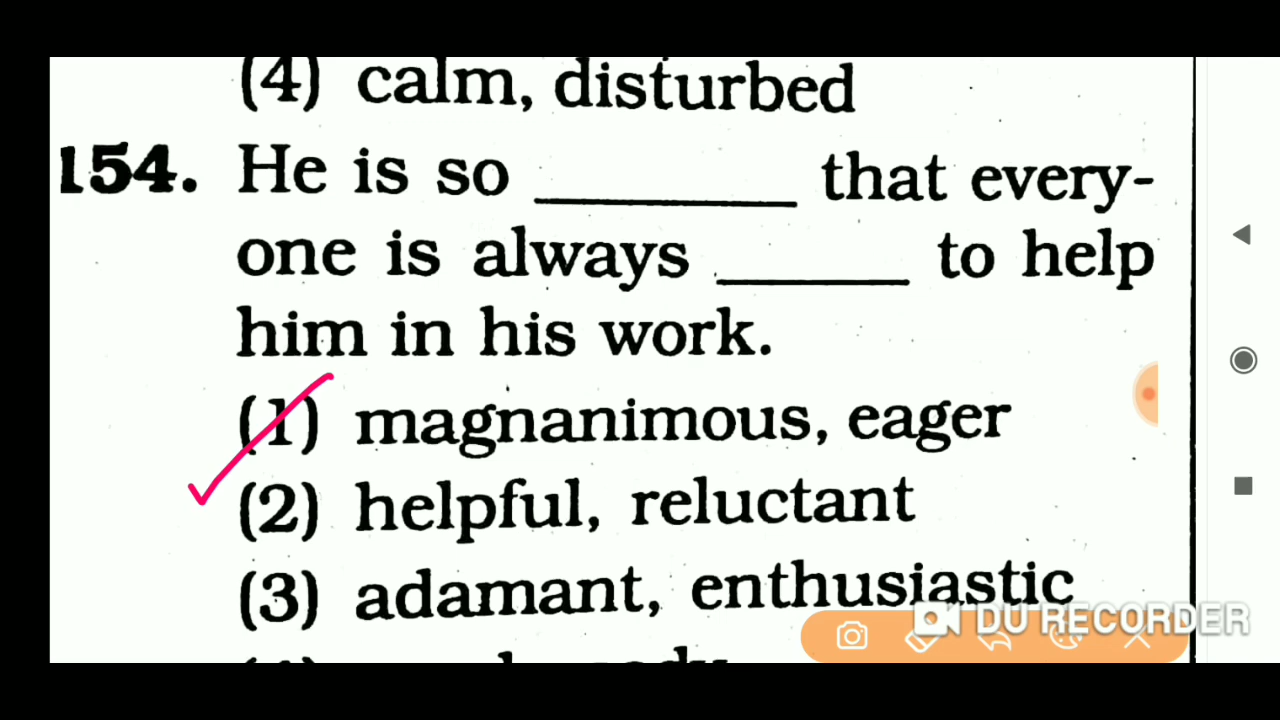 (4) calm, disturbed
154. He is so ________ that every-
one is always ______ to help
him in his work.
(1) magnanimous, eager
(2) helpful, reluctant
(3) adamant, enthusiastic
DU RECORDER